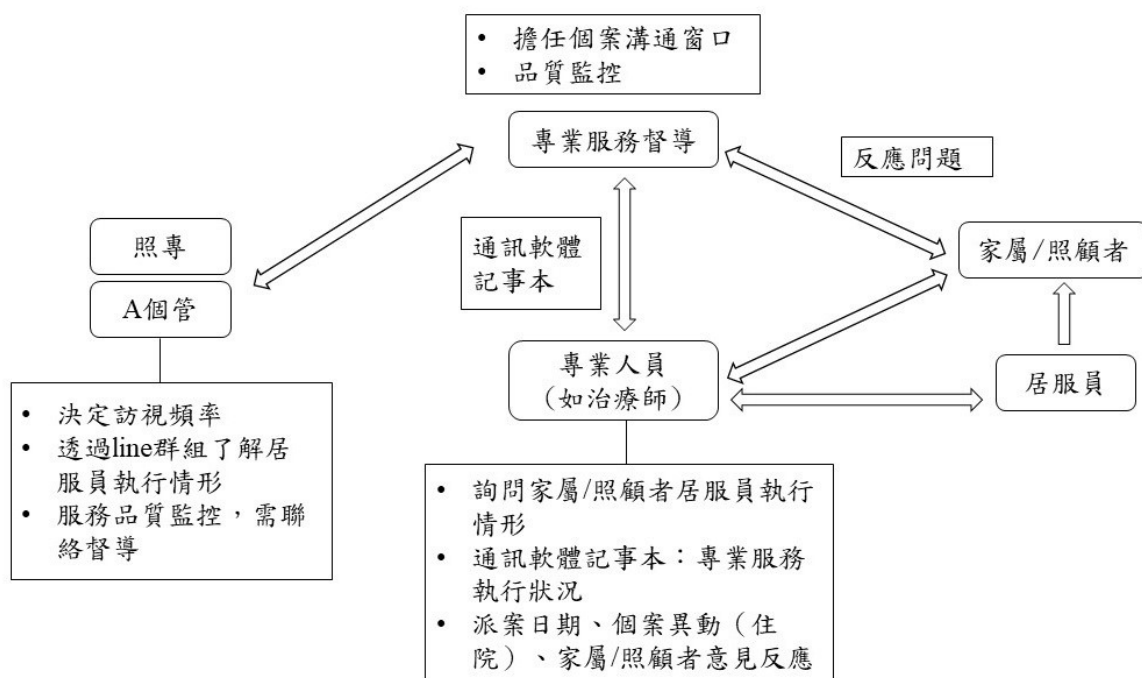 • 擔任個案溝通窗口
• 品質監控
專業服務督導
反應問題
照專
A個管
通訊軟體
記事本
家屬/照顧者
專業人員
（如治療師）
居服員
• 決定訪視頻率
• 透過line群組了解居
服員執行情形
• 服務品質監控，需聯
絡督導
• 詢問家屬/照顧者居服員執行
情形
• 通訊軟體記事本：專業服務
執行狀況
• 派案日期、個案異動（住
院）、家屬/照顧者意見反應